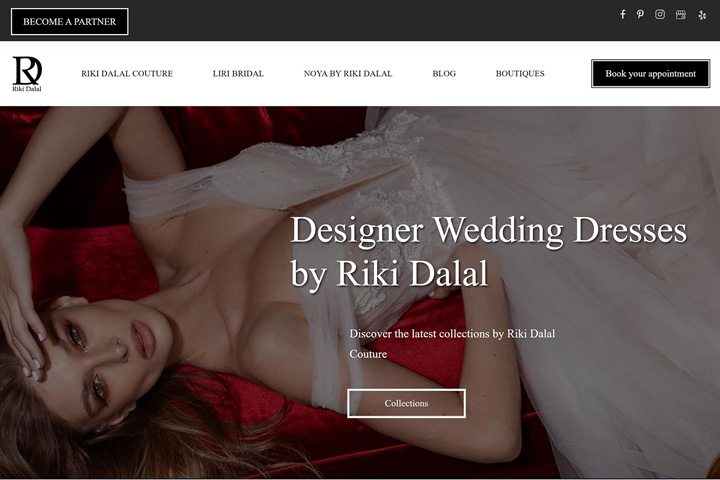 BECOME A PARTNER
Riki Dalal
RIKI DALAL COUTURE
LIRI BRIDAL
NOYA BY RIKI DALAL
BLOG
BOUTIQUES
Book your appointment
Designer Wedding Dresses
by Riki Dalal
Discover the latest collections by Riki Dalal
Couture
Collections